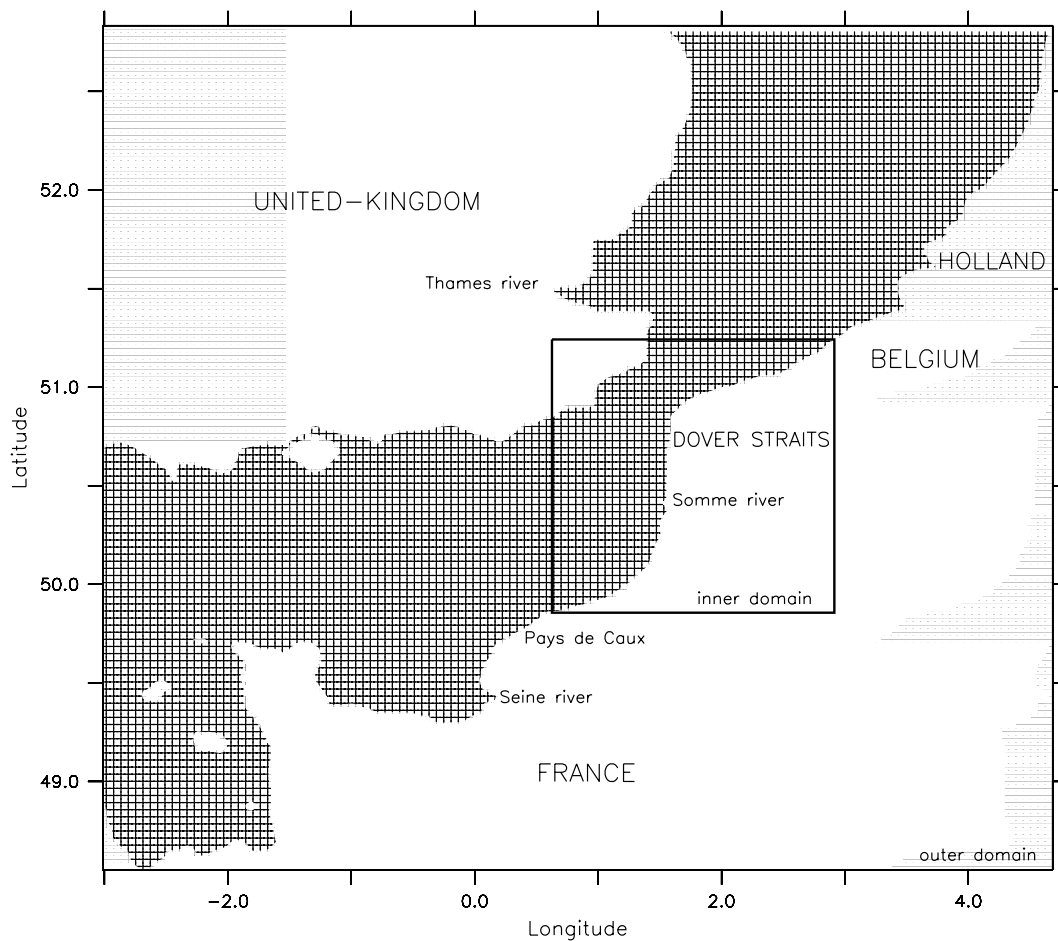 52.0
UNITED-KINGDOM
HOLLAND
Thames river
BELGIUM
51.0
Latitude
DOVER STRAITS
Somme river
50.0
inner domain
Pays de Caux
Seine river
FRANCE
49.0
outer domain
-2.0
0.0
2.0
4.0
Longitude